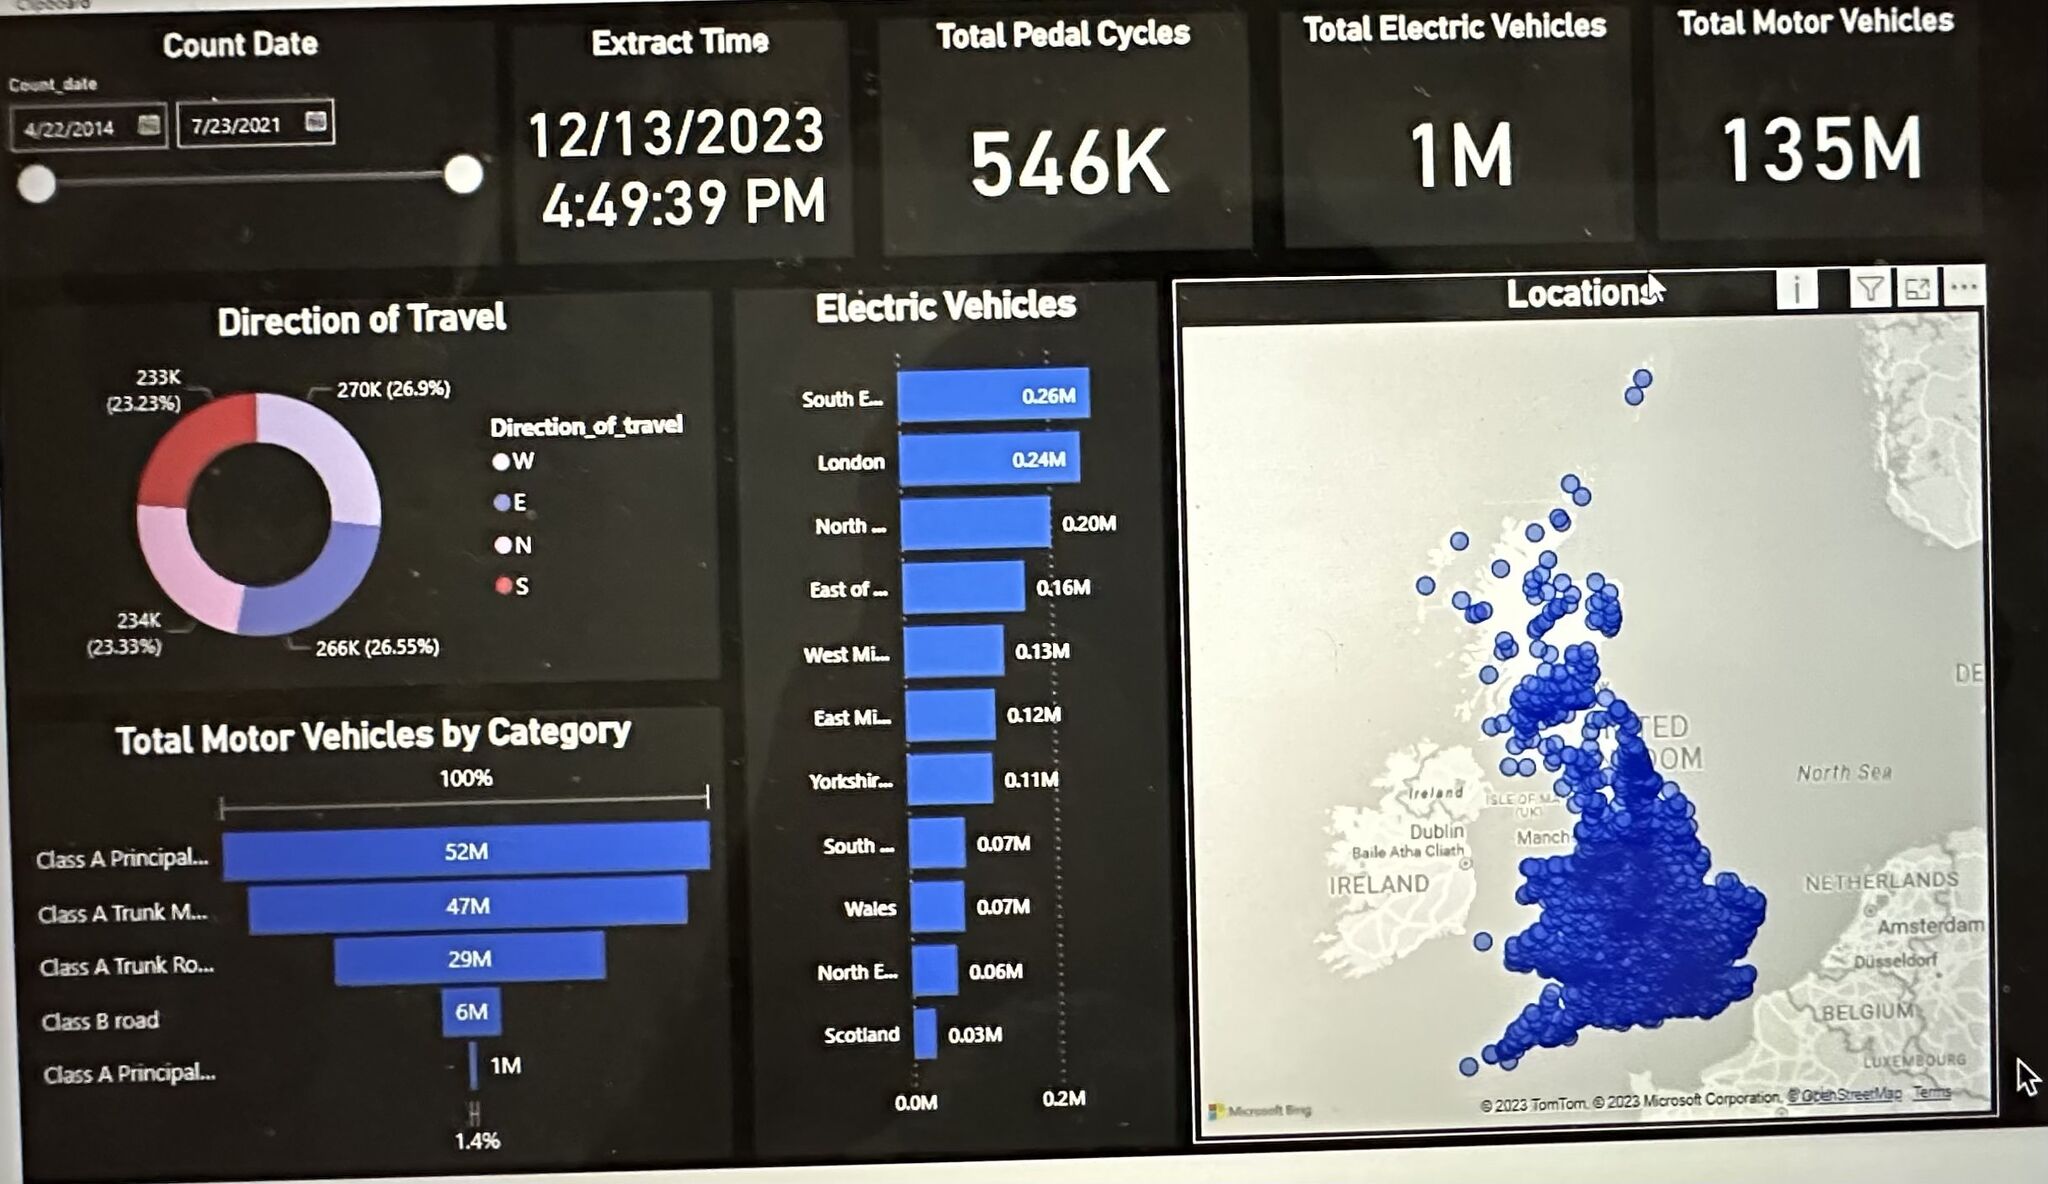 Clipboard
Count Date
Count_date
4/22/2014
7/23/2021
Extract Time
12/13/2023
4:49:39 PM
Total Pedal Cycles
546K
Total Electric Vehicles
1M
Total Motor Vehicles
135M
Direction of Travel
233K
(23.23%)
270K (26.9%)
234K
(23.33%)
266K (26.55%)
Direction_of_travel
W
E
N
S
Total Motor Vehicles by Category
100%
Class A Principal...
52M
Class A Trunk M...
47M
Class A Trunk Ro...
29M
Class B road
6M
Class A Principal...
1M
1.4%
Electric Vehicles
South E...
0.26M
London
0.24M
North ...
0.20M
East of ...
0.16M
West Mi...
0.13M
East Mi...
0.12M
Yorkshir...
0.11M
South ...
0.07M
Wales
0.07M
North E...
0.06M
Scotland
0.03M
0.0M
0.2M
Locations
DE
TED
DOM
North Sea
Ireland
ISLE OF MA
(UK)
Dublin
Baile Atha Cliath
Manch
IRELAND
NETHERLANDS
Amsterdam
Düsseldorf
BELGIUM
LUXEMBOURG
Microsoft Bing
© 2023 TomTom, © 2023 Microsoft Corporation, © OpenStreetMap Terms